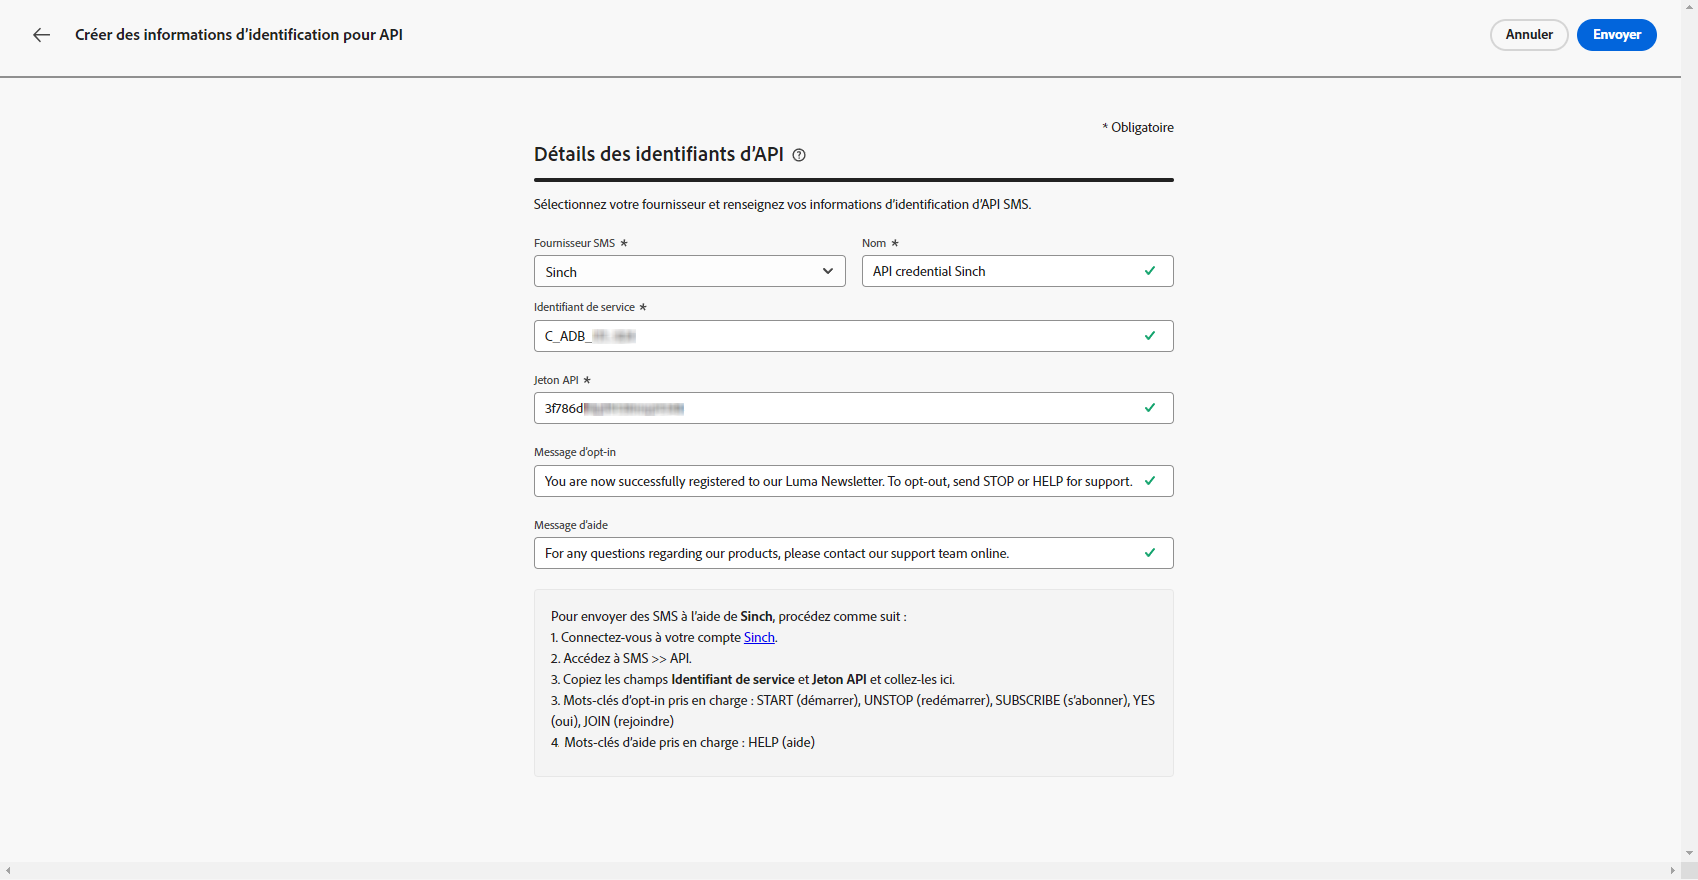 Créer des informations d’identification pour API
Annuler
Envoyer
* Obligatoire
Détails des identifiants d’API
Sélectionnez votre fournisseur et renseignez vos informations d’identification d’API SMS.
Fournisseur SMS *
Nom *
Sinch
API credential Sinch
Identifiant de service *
C_ADB_
Jeton API *
3f786d
Message d’opt-in
You are now successfully registered to our Luma Newsletter. To opt-out, send STOP or HELP for support.
Message d’aide
For any questions regarding our products, please contact our support team online.
Pour envoyer des SMS à l’aide de Sinch, procédez comme suit :
1. Connectez-vous à votre compte Sinch.
2. Accédez à SMS >> API.
3. Copiez les champs Identifiant de service et Jeton API et collez-les ici.
3. Mots-clés d’opt-in pris en charge : START (démarrer), UNSTOP (redémarrer), SUBSCRIBE (s’abonner), YES
(oui), JOIN (rejoindre)
4. Mots-clés d’aide pris en charge : HELP (aide)